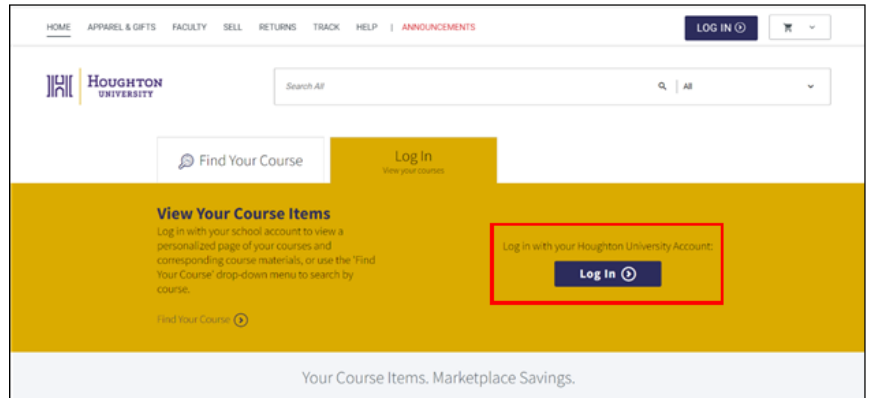 HOME APPAREL & GIFTS FACULTY SELL RETURNS TRACK HELP | ANNOUNCEMENTS LOG IN
HOUGHTON
UNIVERSITY
Search All All
Find Your Course
Log In
View your courses
View Your Course Items
Log in with your school account to view a
personalized page of your courses and
corresponding course materials, or use the 'Find
Your Course' drop-down menu to search by
course.
Find Your Course
Log in with your Houghton University Account:
Log In
Your Course Items. Marketplace Savings.